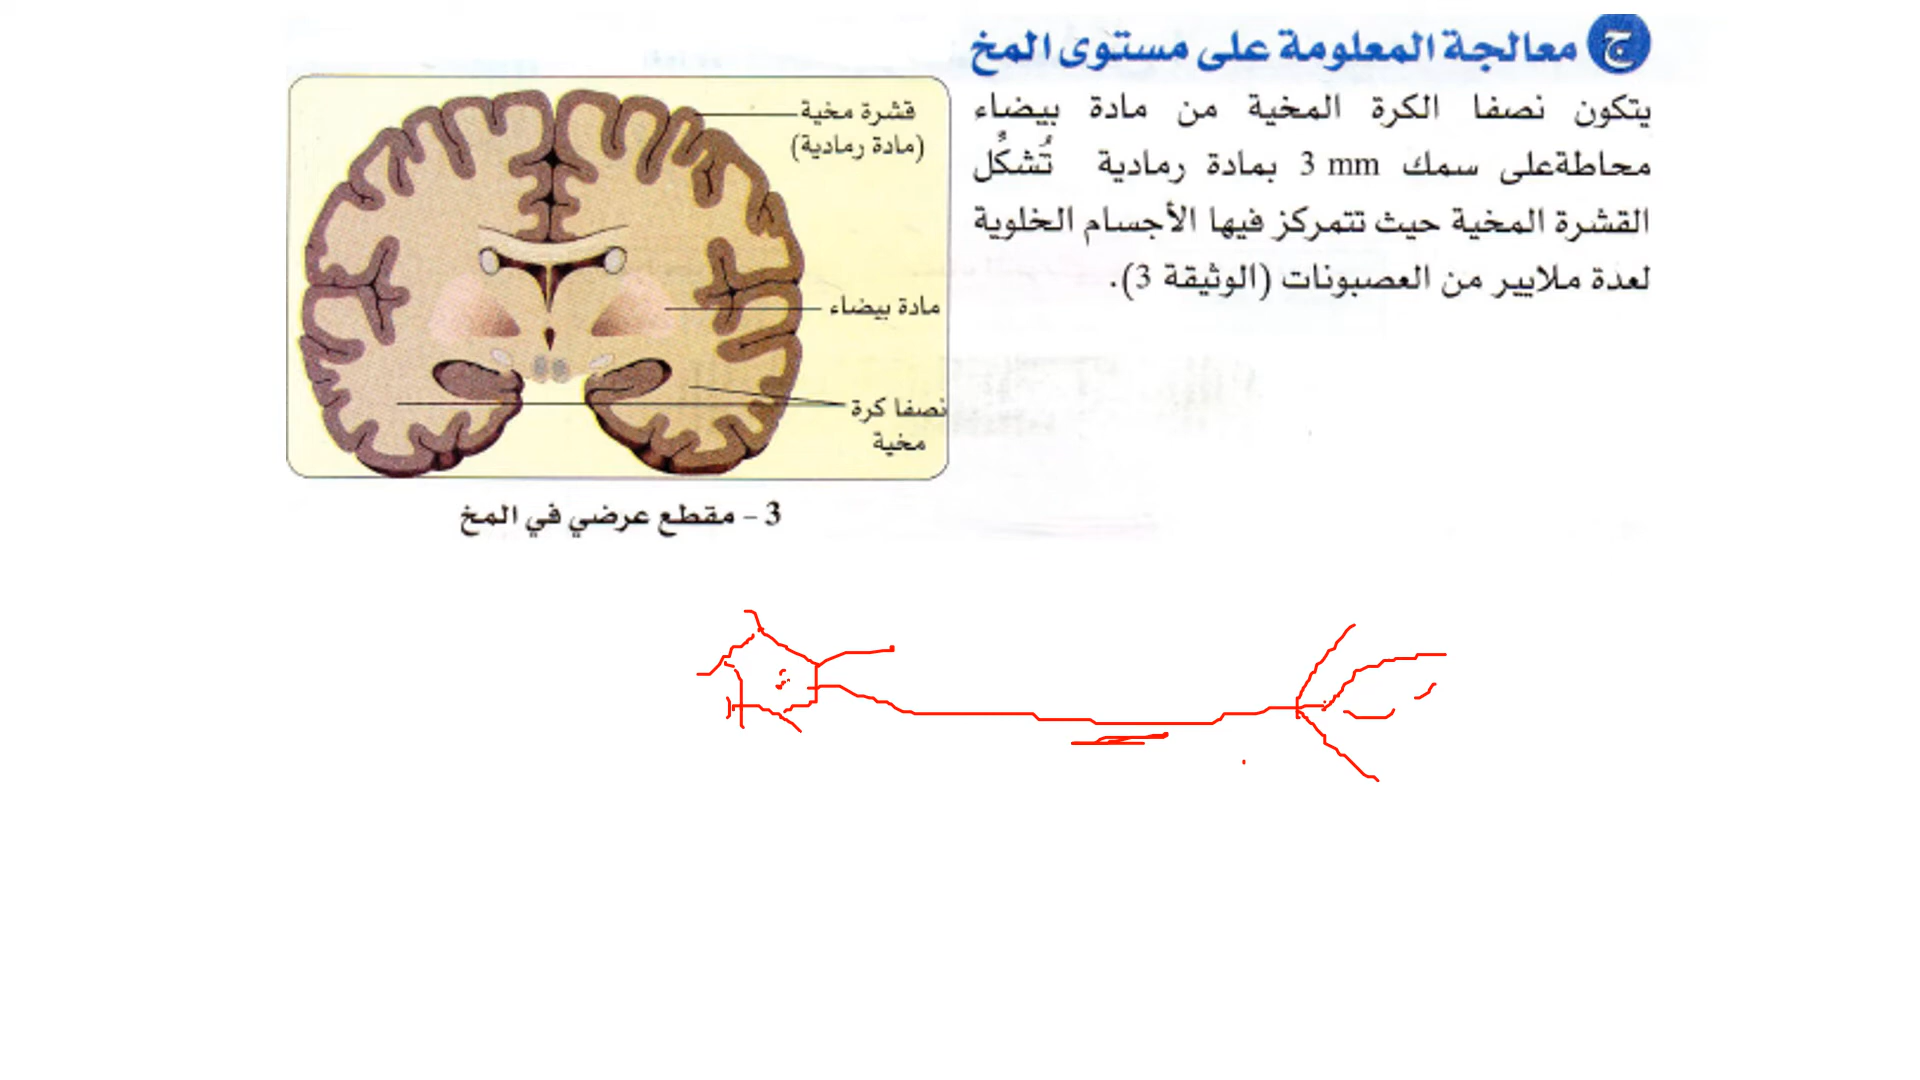 ج معالجة المعلومة على مستوى المخ
يتكون نصفا الكرة المخية من مادة بيضاء
محاطةعلى سمك 3 mm بمادة رمادية تُشكِّل
القشرة المخية حيث تتمركز فيها الأجسام الخلوية
لعدة ملايير من العصبونات (الوثيقة 3).
قشرة مخية
(مادة رمادية)
مادة بيضاء
نصفا كرة
مخية
3 – مقطع عرضي في المخ